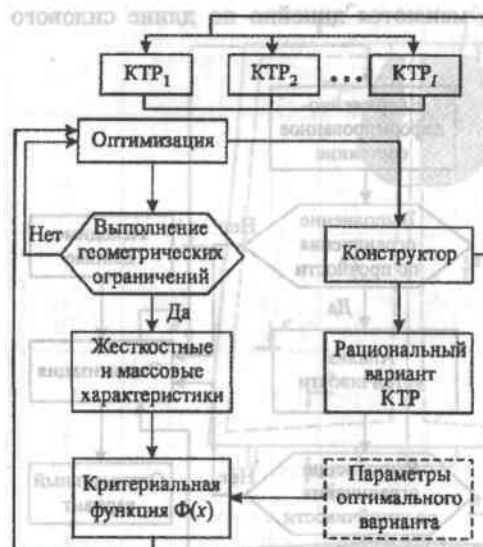 КТР₁ КТР₂ ... КТР_I
Оптимизация
Нет
Выполнение
геометрических
ограничений
Конструктор
Да
Жесткостные
и массовые
характеристики
Рациональный
вариант
КТР
Критериальная
функция Ф(x)
Параметры
оптимального
варианта